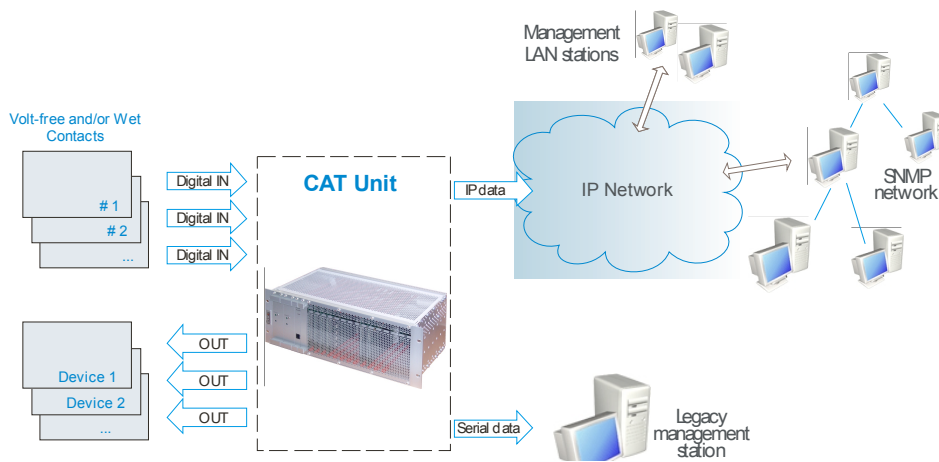 Management
LAN stations
Volt-free and/or Wet
Contacts
# 1
# 2
...
Digital IN
Digital IN
Digital IN
CAT Unit
IP data
IP Network
SNMP
network
Device 1
Device 2
...
OUT
OUT
OUT
Serial data
Legacy
management
station